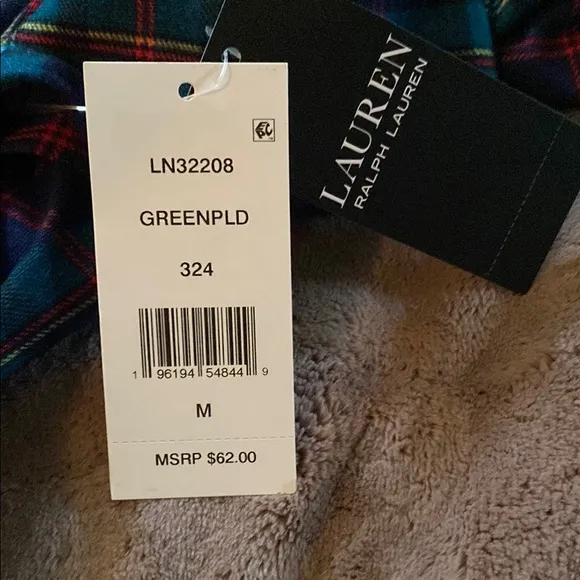 LAUREN
RALPH LAUREN
LN32208
GREENPLD
324
1 96194 54844 9
M
MSRP $62.00